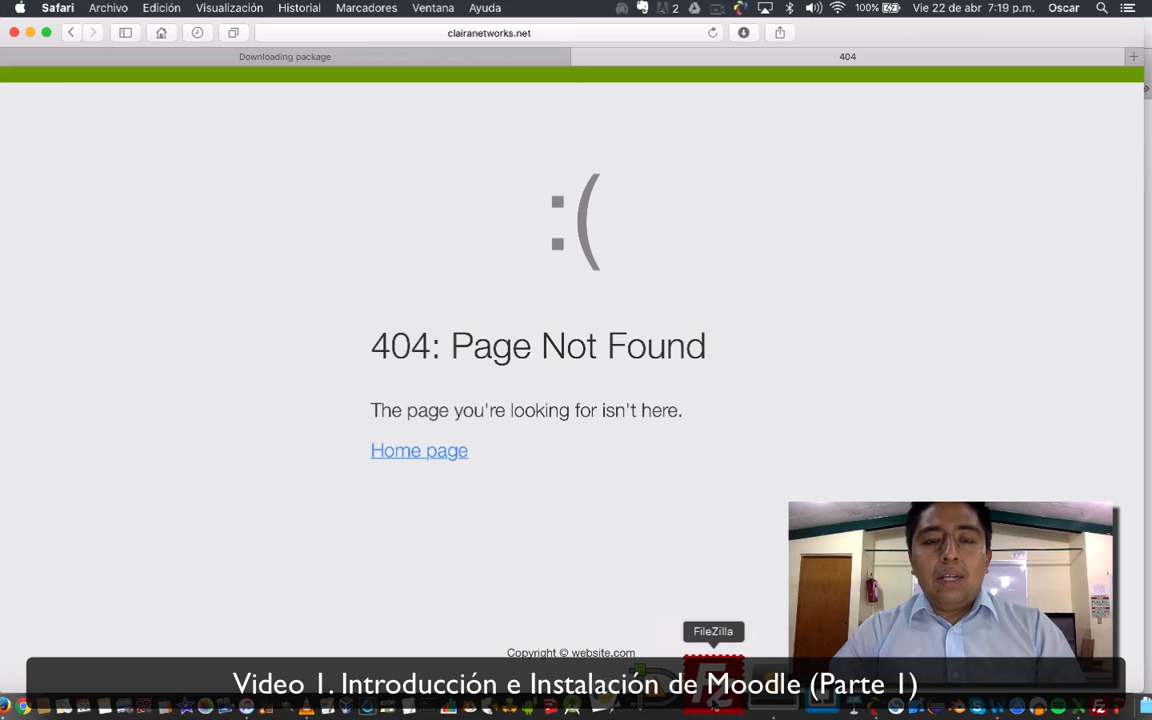 Safari Archivo Edición Visualización Historial Marcadores Ventana Ayuda 2 100% Vie 22 de abr 7:19 p.m. Oscar
clairanetworks.net
Downloading package 404
:(
404: Page Not Found
The page you're looking for isn't here.
Home page
FileZilla
Copyright © website.com
Video 1. Introducción e Instalación de Moodle (Parte 1)